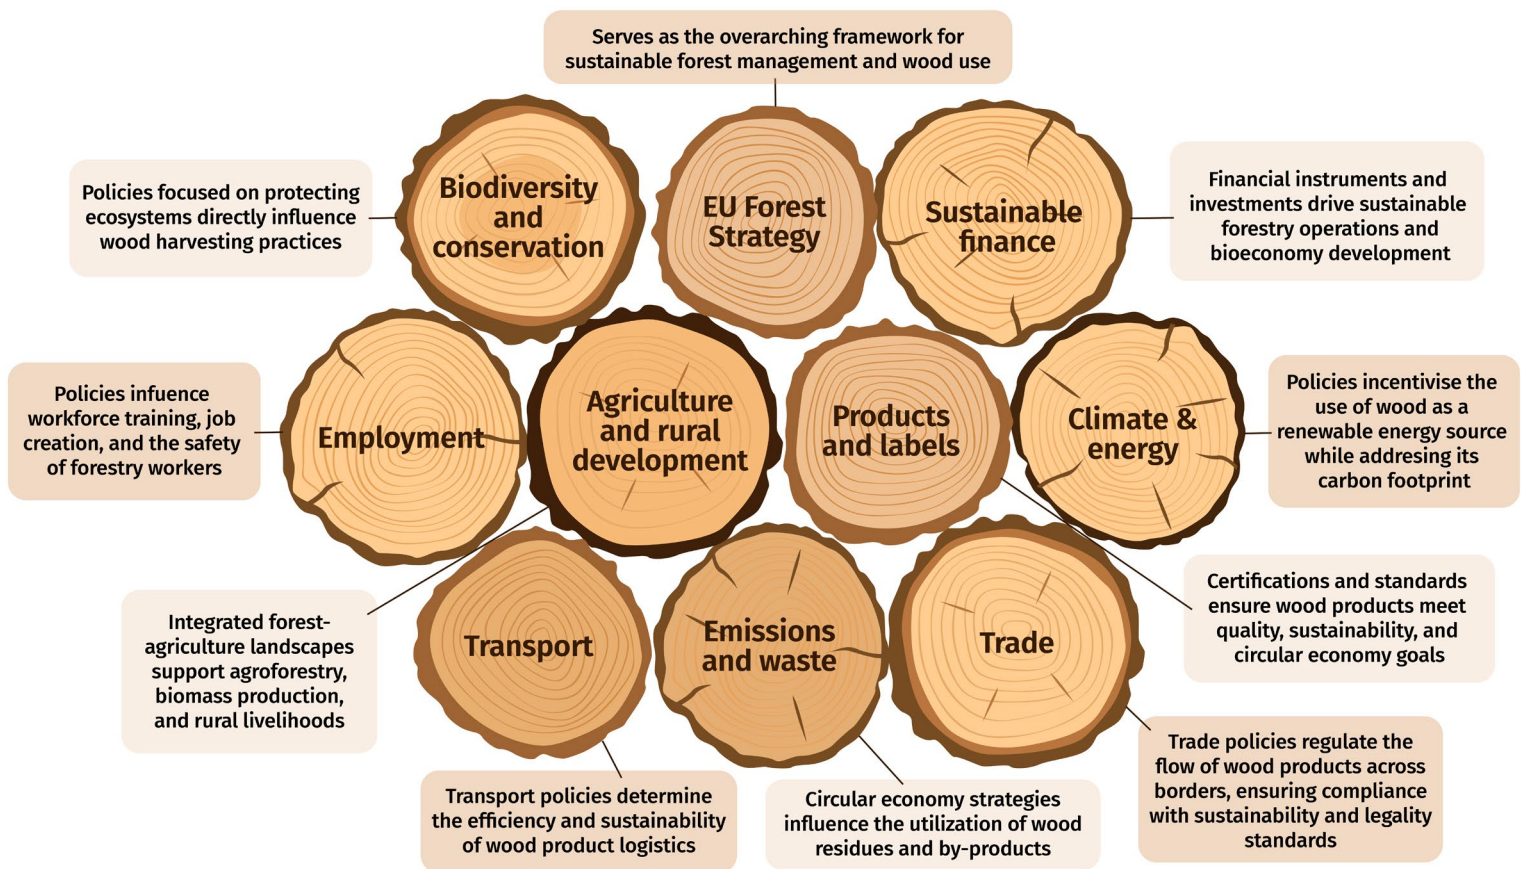 Serves as the overarching framework for
sustainable forest management and wood use
Biodiversity
and
conservation
EU Forest
Strategy
Sustainable
finance
Policies focused on protecting
ecosystems directly influence
wood harvesting practices
Financial instruments and
investments drive sustainable
forestry operations and
bioeconomy development
Employment
Agriculture
and rural
development
Products
and labels
Climate &
energy
Policies infuence
workforce training, job
creation, and the safety
of forestry workers
Policies incentivise the
use of wood as a
renewable energy source
while addresing its
carbon footprint
Integrated forest-
agriculture landscapes
support agroforestry,
biomass production,
and rural livelihoods
Transport
Emissions
and waste
Trade
Certifications and standards
ensure wood products meet
quality, sustainability, and
circular economy goals
Transport policies determine
the efficiency and sustainability
of wood product logistics
Circular economy strategies
influence the utilization of wood
residues and by-products
Trade policies regulate the
flow of wood products across
borders, ensuring compliance
with sustainability and legality
standards